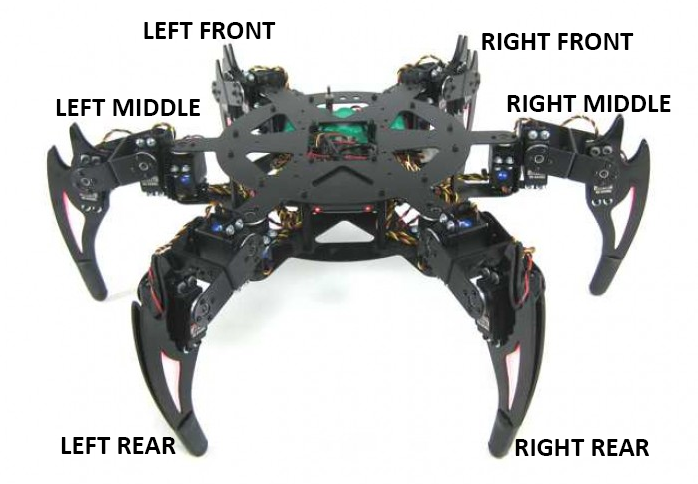 LEFT FRONT
RIGHT FRONT
LEFT MIDDLE
RIGHT MIDDLE
LEFT REAR
RIGHT REAR